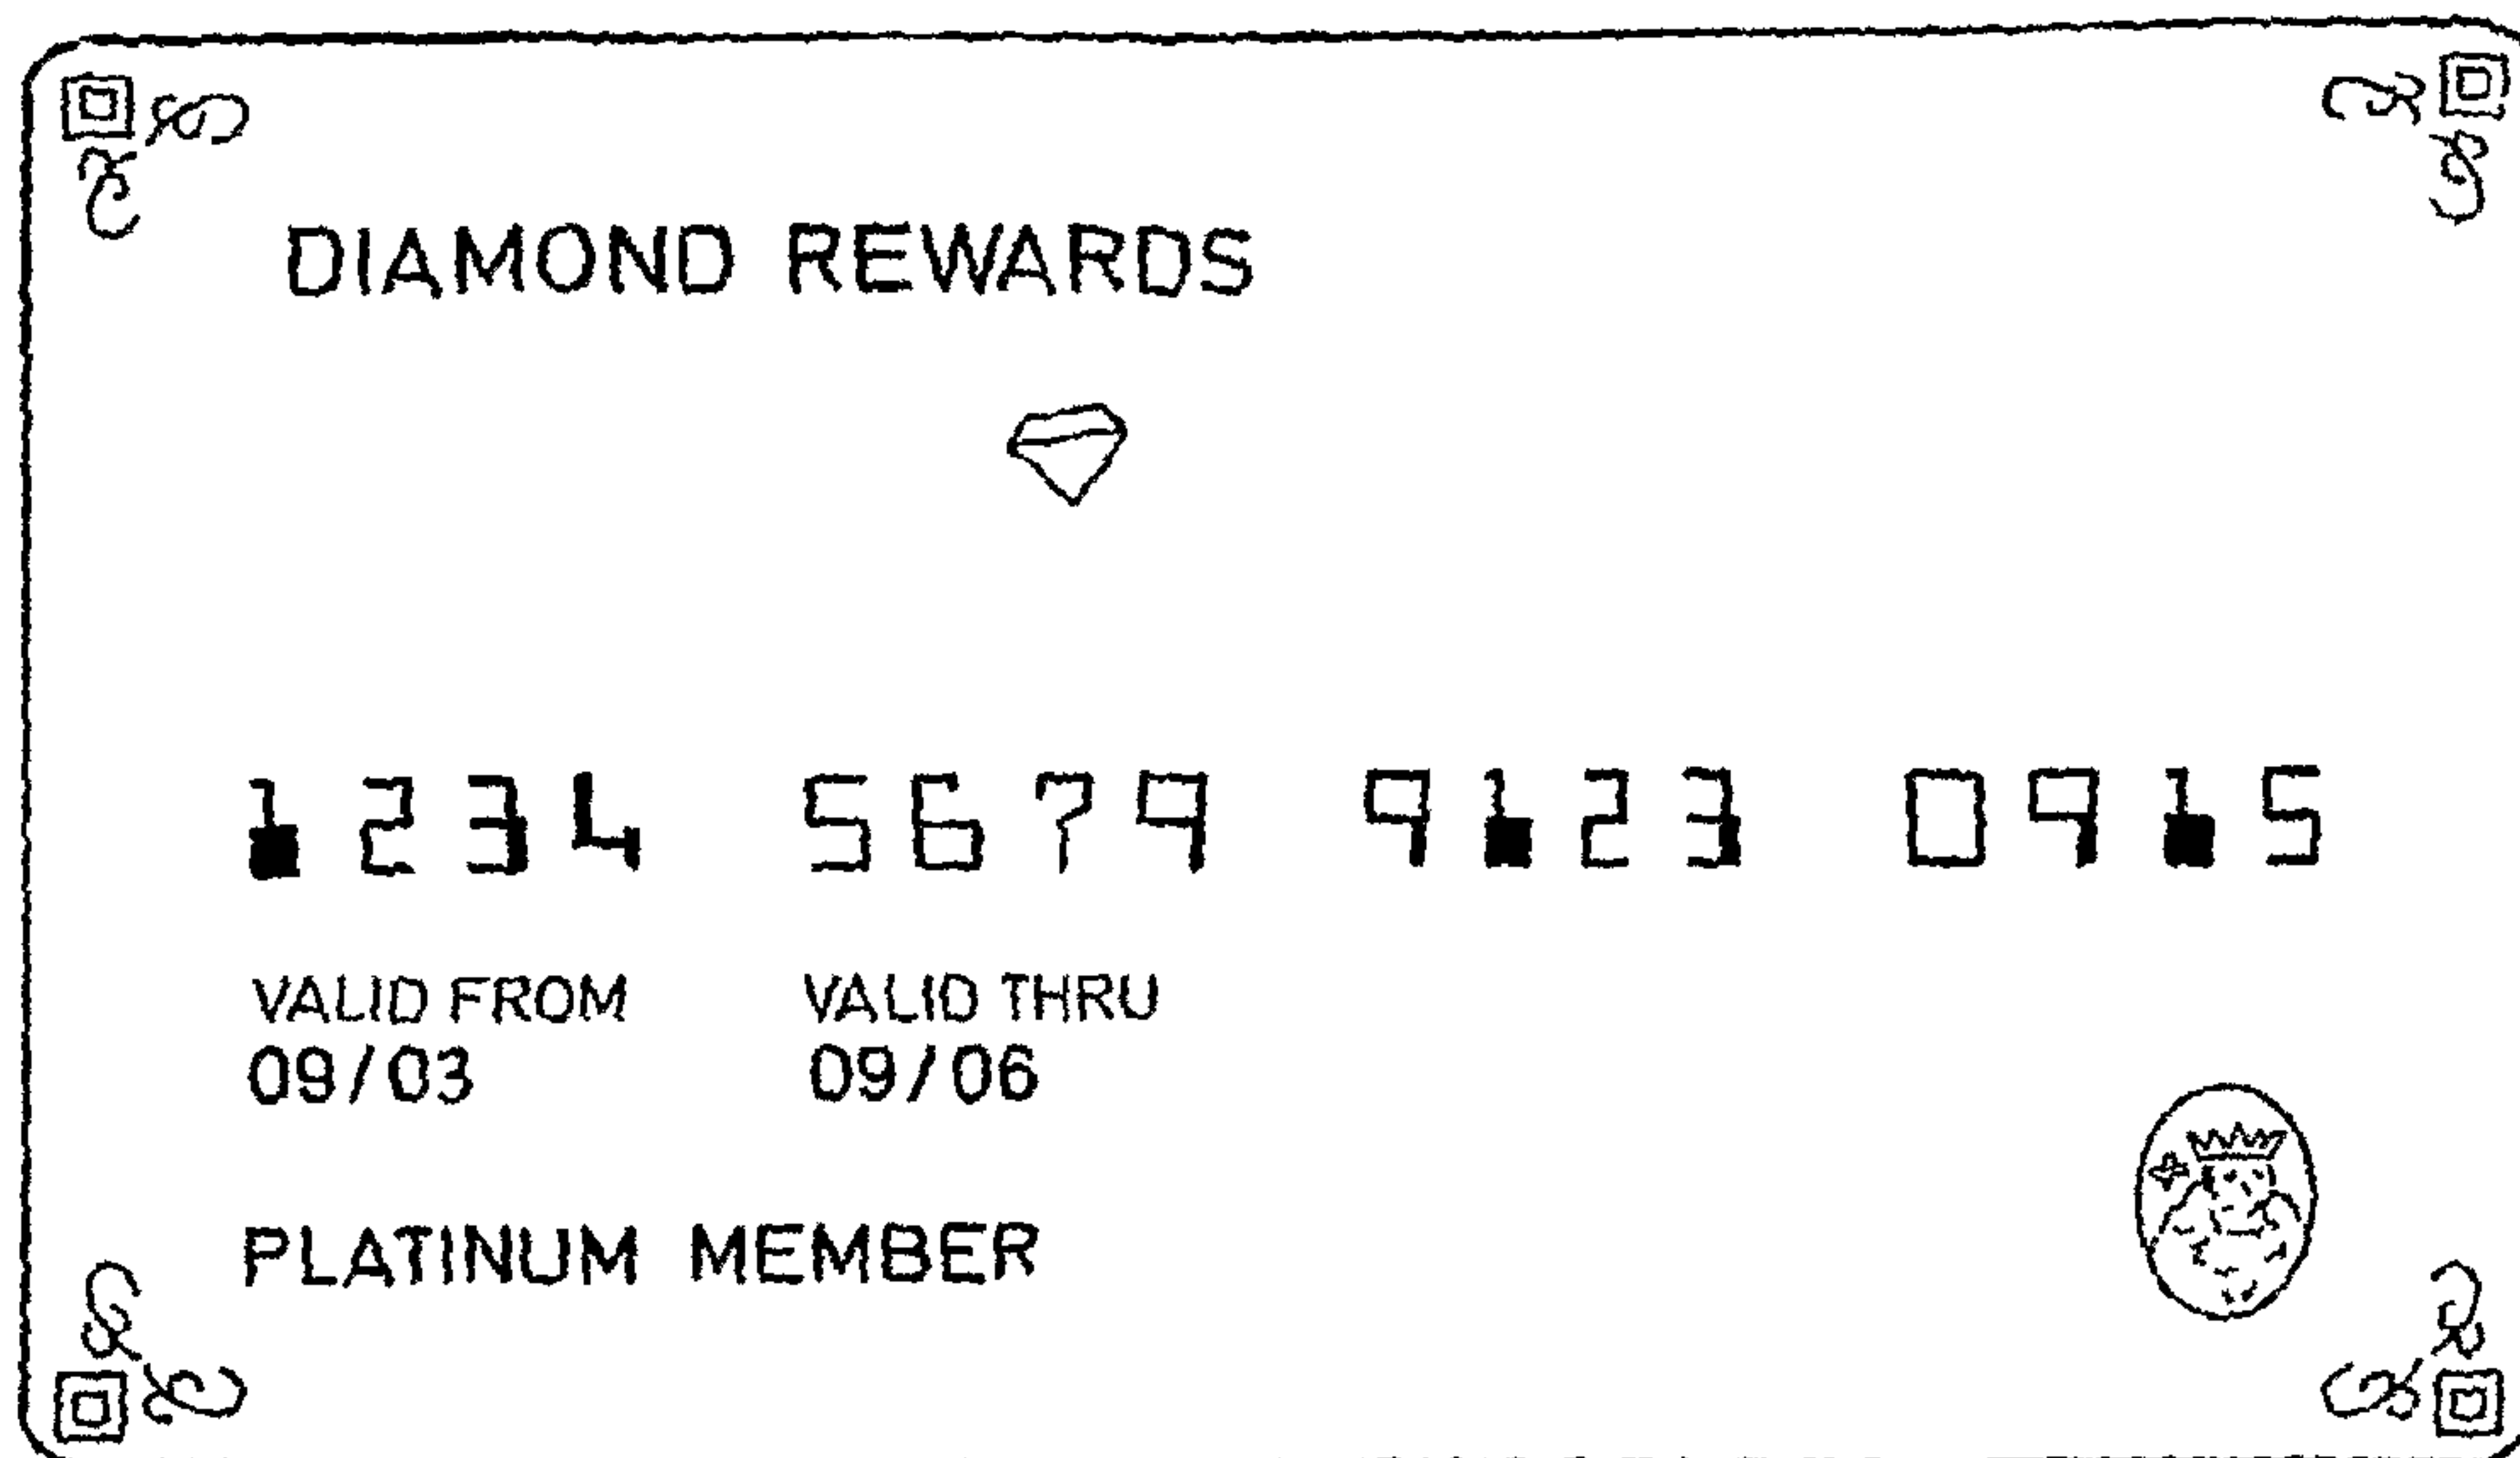 DIAMOND REWARDS
1234 5679 9123 0915
VALID FROM VALID THRU
09/03 09/06
PLATINUM MEMBER